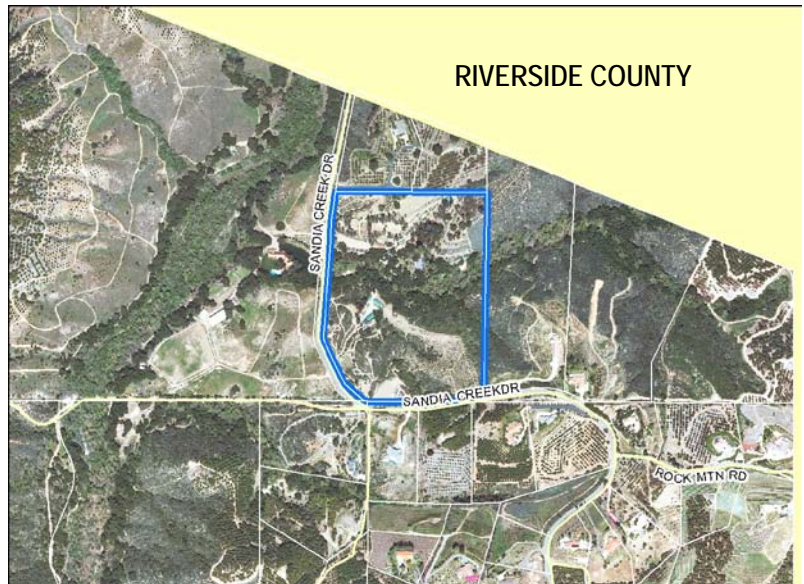 RIVERSIDE COUNTY
SANDIA CREEK DR
SANDIA CREEKDR
ROCK MTN RD